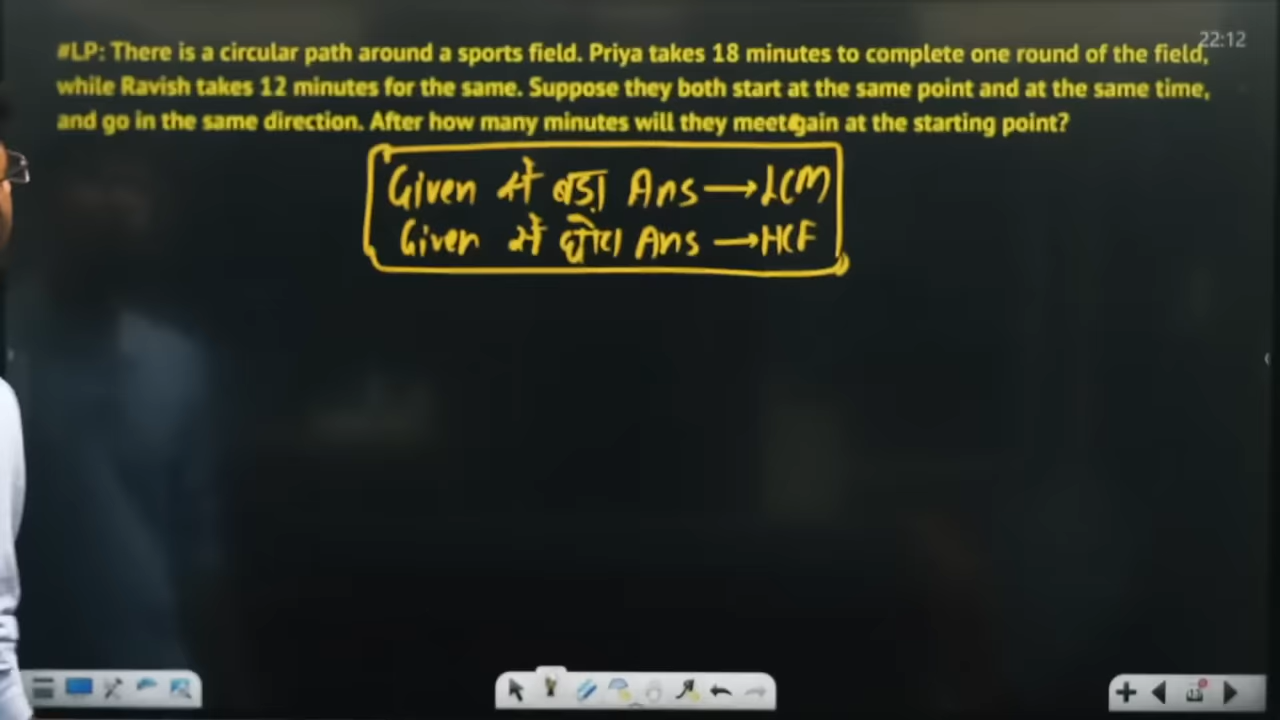 22:12
#LP: There is a circular path around a sports field. Priya takes 18 minutes to complete one round of the field,
while Ravish takes 12 minutes for the same. Suppose they both start at the same point and at the same time,
and go in the same direction. After how many minutes will they meet again at the starting point?
Given से बड़ा Ans → LCM
Given से छोटा Ans → HCF